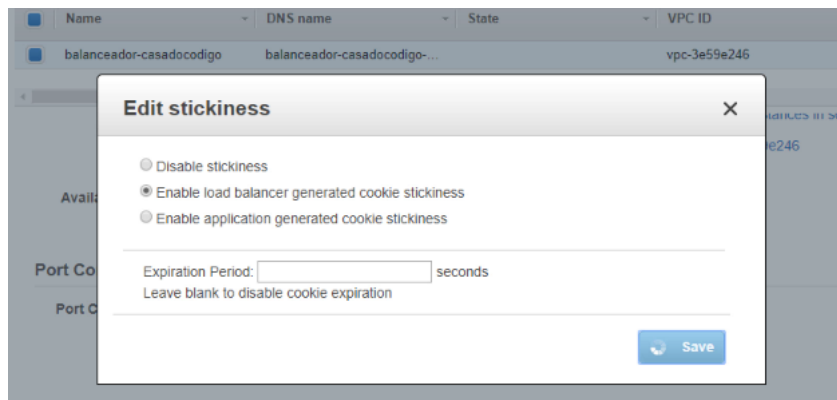 Name DNS name State VPC ID
balanceador-casadocodigo balanceador-casadocodigo-... vpc-3e59e246
Edit stickiness
e246
Disable stickiness
Enable load balancer generated cookie stickiness
Availa
Enable application generated cookie stickiness
Port Co
Expiration Period: seconds
Leave blank to disable cookie expiration
Port C
Save